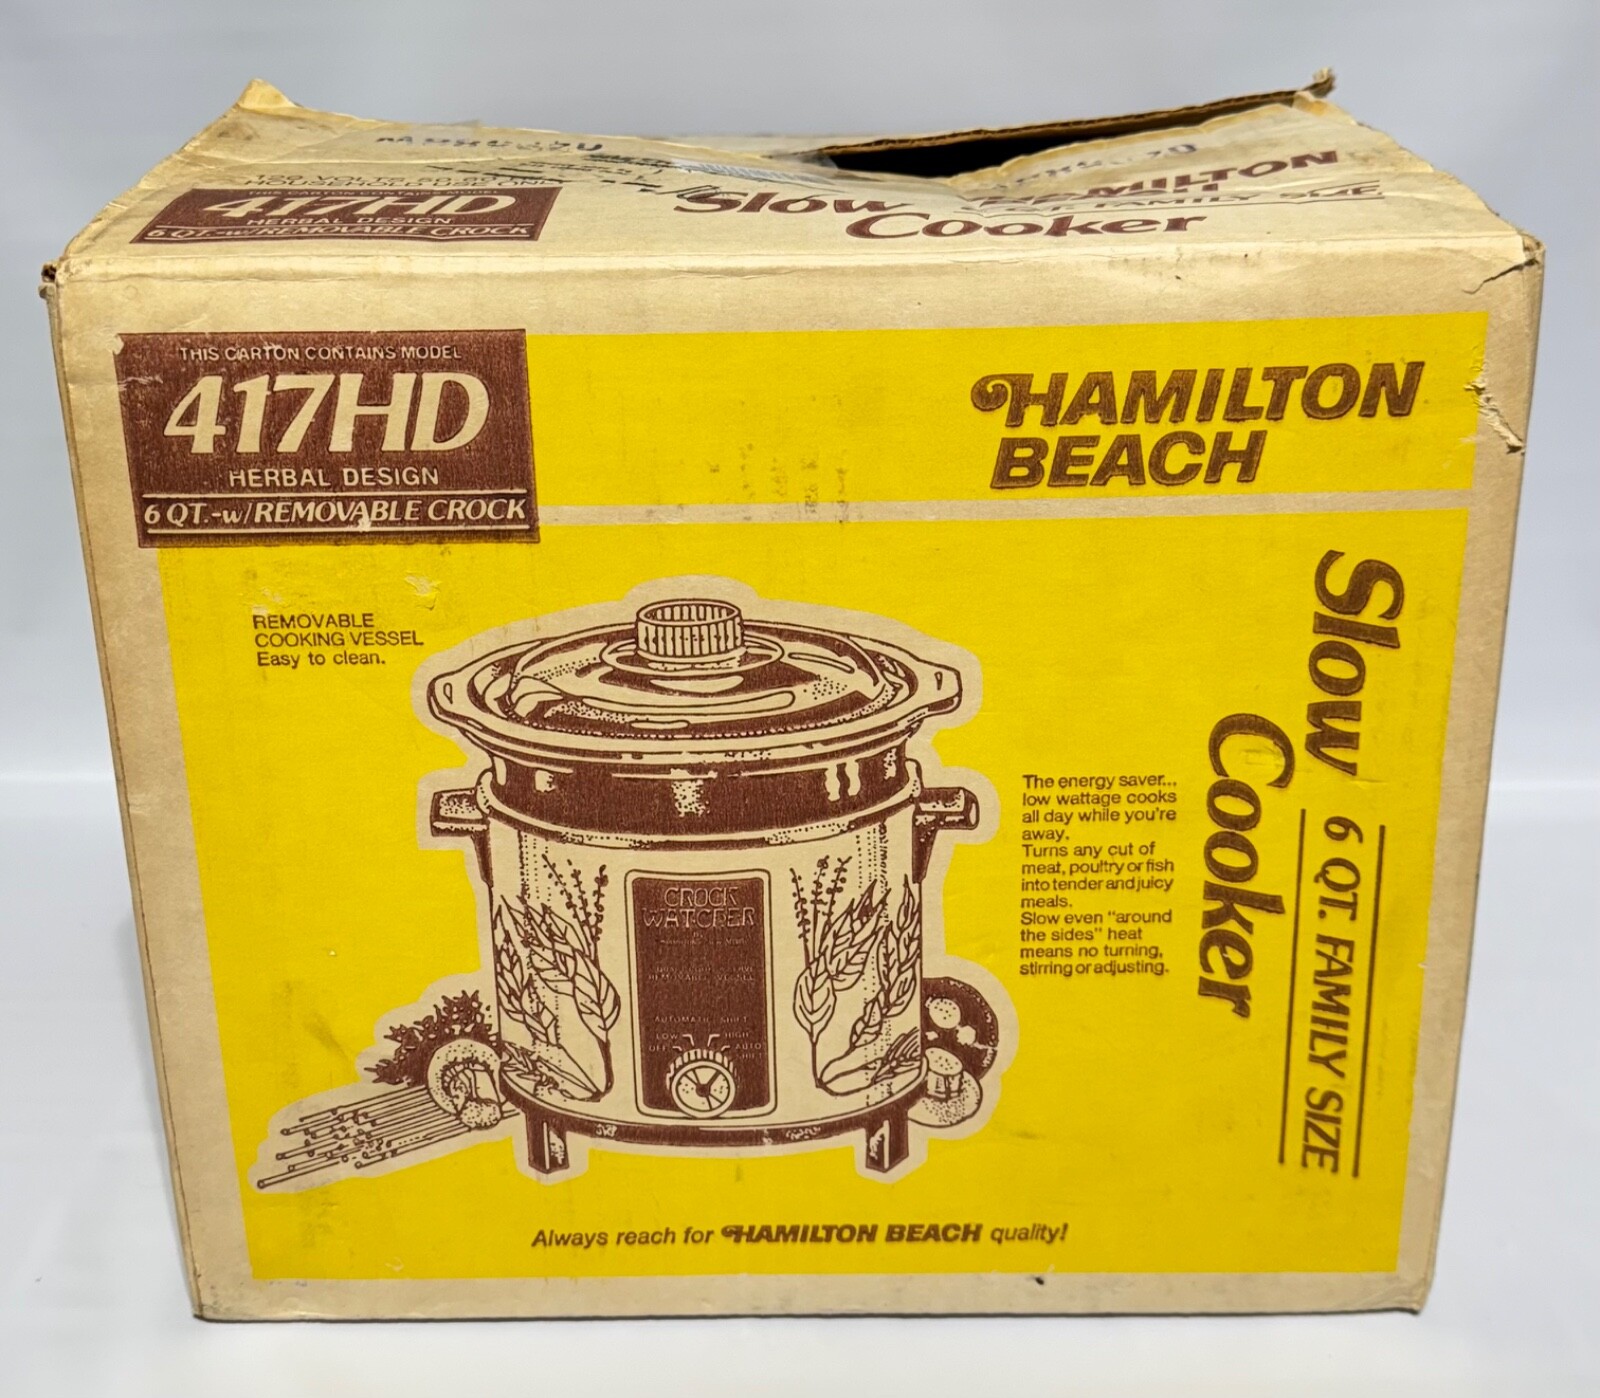 THIS CARTON CONTAINS MODEL
417HD
HERBAL DESIGN
6 QT.-w/REMOVABLE CROCK
Slow
Cooker
HAMILTON
FAMILY SIZE
THIS CARTON CONTAINS MODEL
417HD
HERBAL DESIGN
6 QT.-w/REMOVABLE CROCK
HAMILTON
BEACH
REMOVABLE
COOKING VESSEL
Easy to clean.
CROCK
WATCHER
AUTOMATIC SHIFT
LOW HIGH
OFF AUTO
SHIFT
The energy saver...
low wattage cooks
all day while you're
away.
Turns any cut of
meat, poultry or fish
into tender and juicy
meals.
Slow even "around
the sides" heat
means no turning,
stirring or adjusting.
Slow
Cooker
6 QT. FAMILY SIZE
Always reach for HAMILTON BEACH quality!